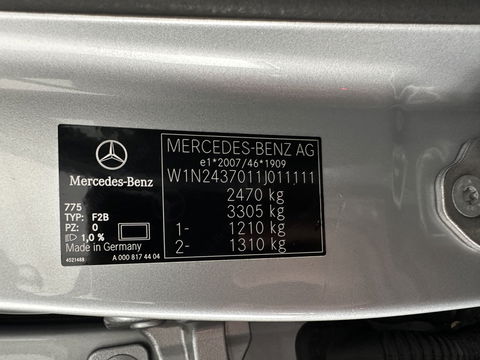 Mercedes-Benz
775
TYP: F2B
PZ: 0
1,0 %
Made in Germany
4021488
A 000 817 44 04
MERCEDES-BENZ AG
e1*2007/46*1909
W1N2437011J011111
2470 kg
3305 kg
1- 1210 kg
2- 1310 kg